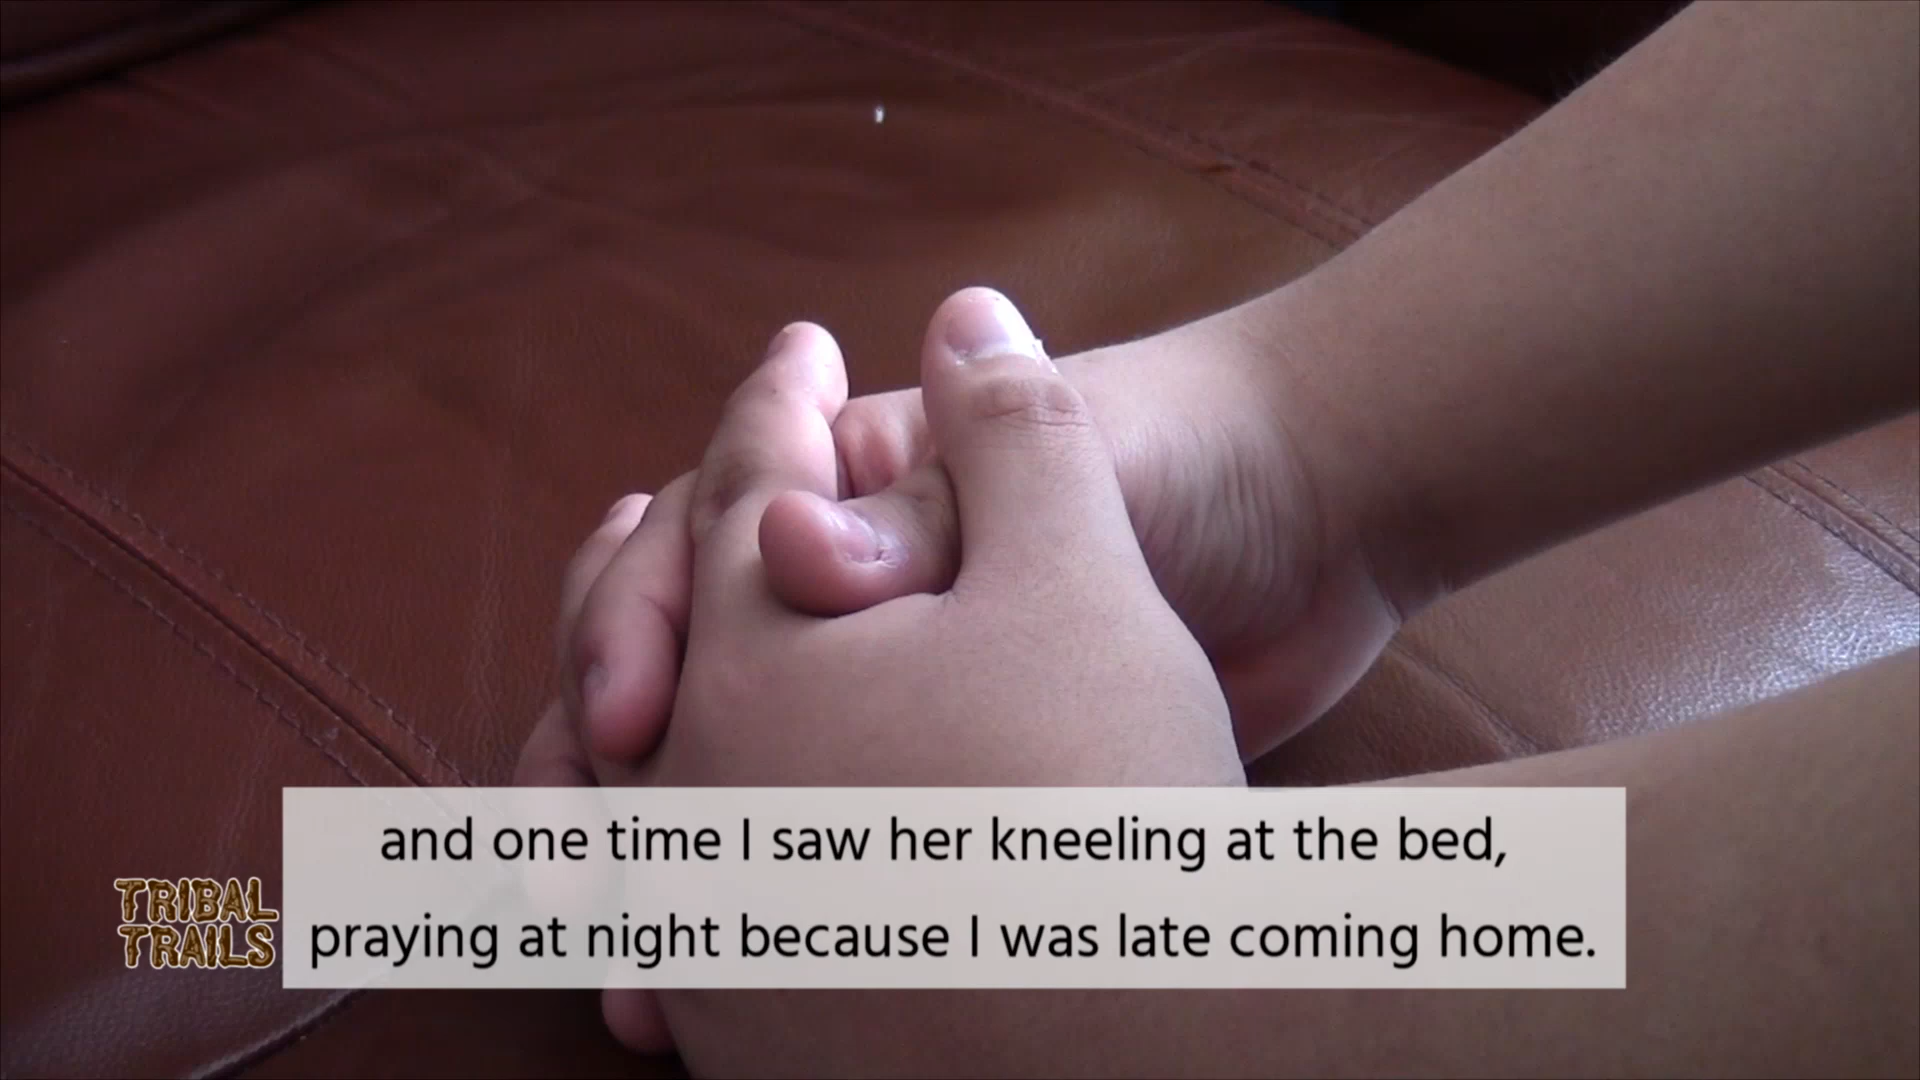 and one time I saw her kneeling at the bed,
praying at night because I was late coming home.
TRIBAL
TRAILS